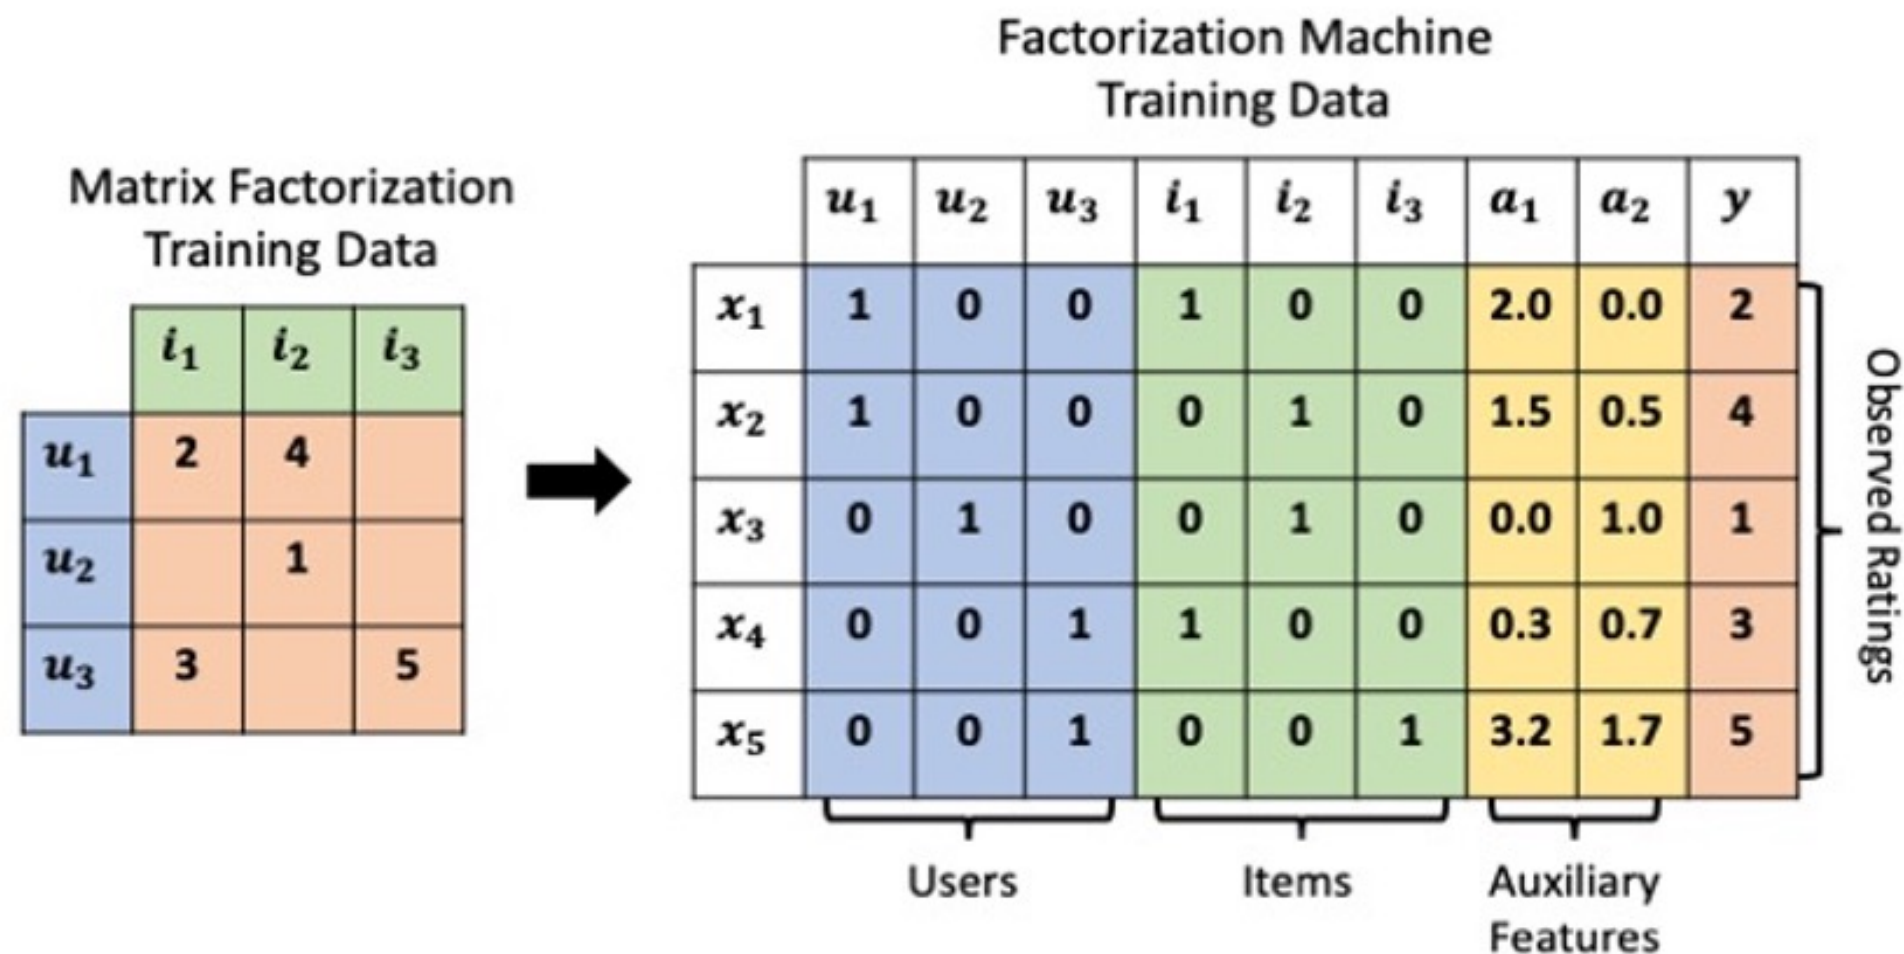 Factorization Machine
Training Data
Matrix Factorization
Training Data
i₁ i₂ i₃
u₁ 2 4
u₂ 1
u₃ 3 5
u₁ u₂ u₃ i₁ i₂ i₃ a₁ a₂ y
x₁ 1 0 0 1 0 0 2.0 0.0 2
x₂ 1 0 0 0 1 0 1.5 0.5 4
x₃ 0 1 0 0 1 0 0.0 1.0 1
x₄ 0 0 1 1 0 0 0.3 0.7 3
x₅ 0 0 1 0 0 1 3.2 1.7 5
Observed Ratings
Users Items Auxiliary
Features